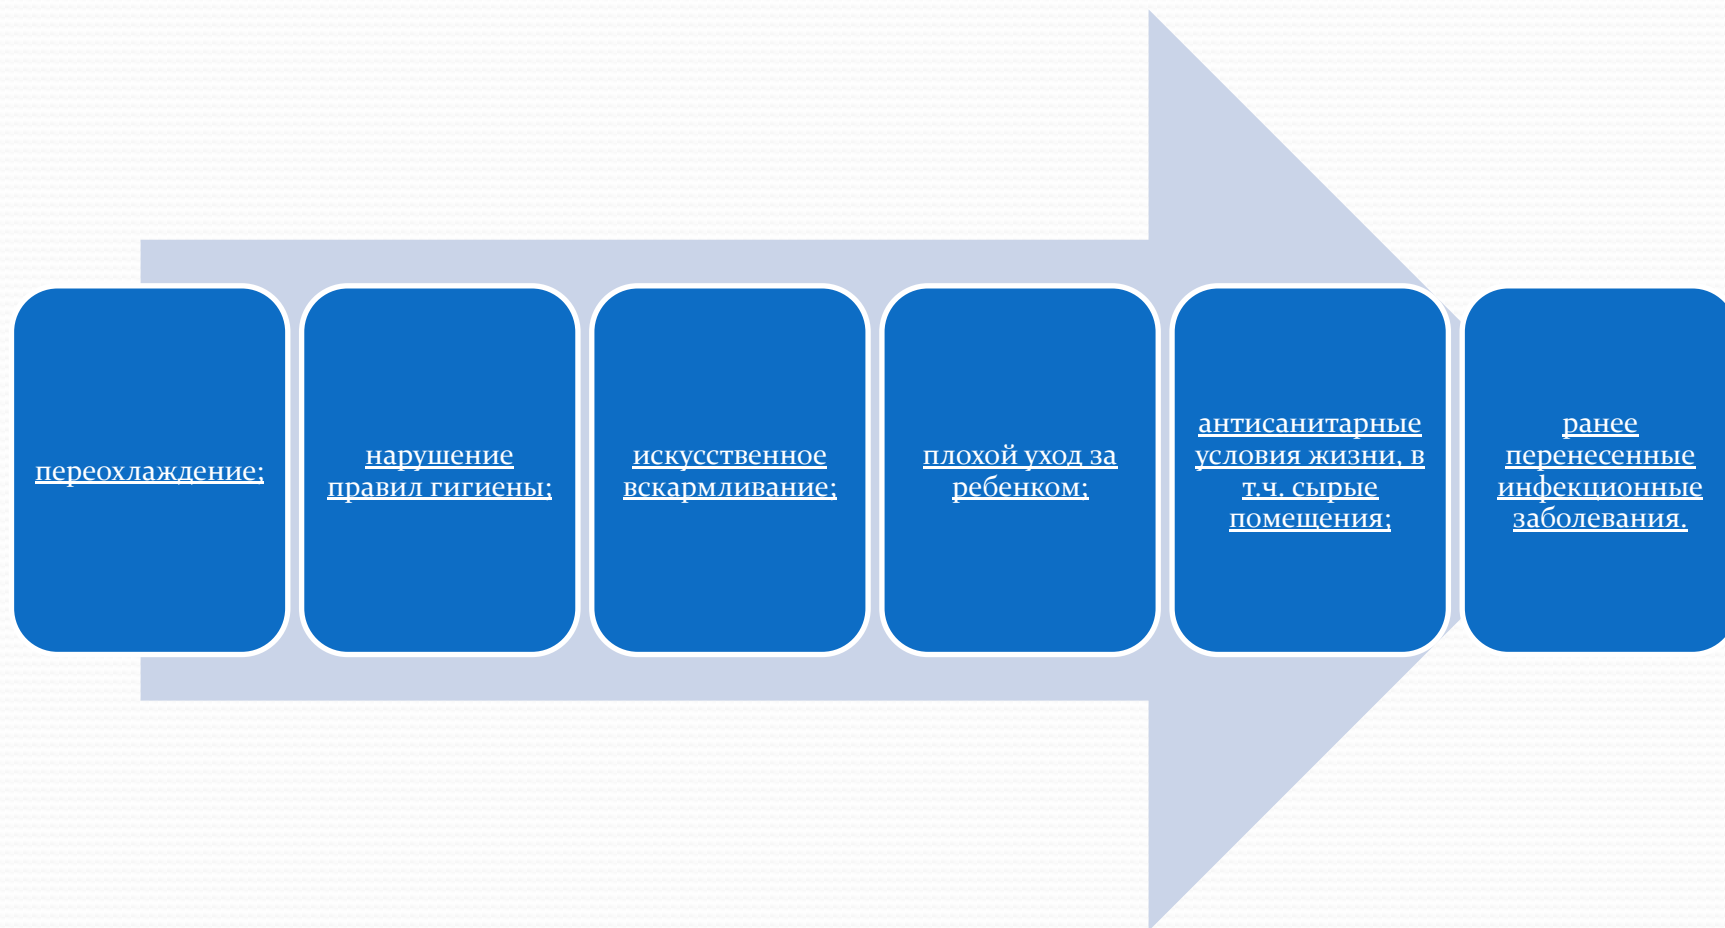 переохлаждение;
нарушение
правил гигиены;
искусственное
вскармливание;
плохой уход за
ребенком;
антисанитарные
условия жизни, в
т.ч. сырые
помещения;
ранее
перенесенные
инфекционные
заболевания.